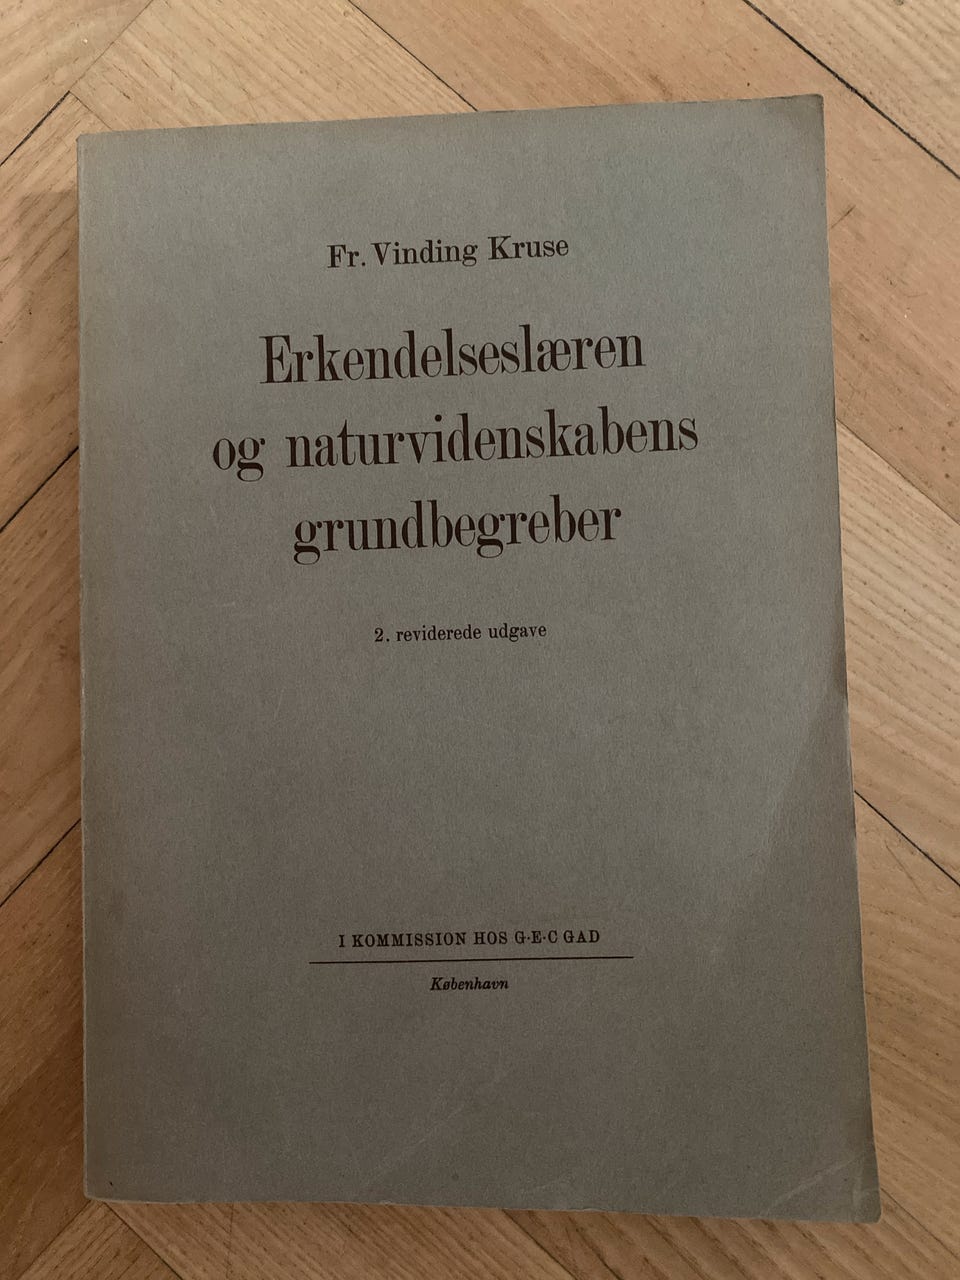 Fr. Vinding Kruse
Erkendelseslæren
og naturvidenskabens
grundbegreber
2. reviderede udgave
I KOMMISSION HOS G·E·C GAD
København